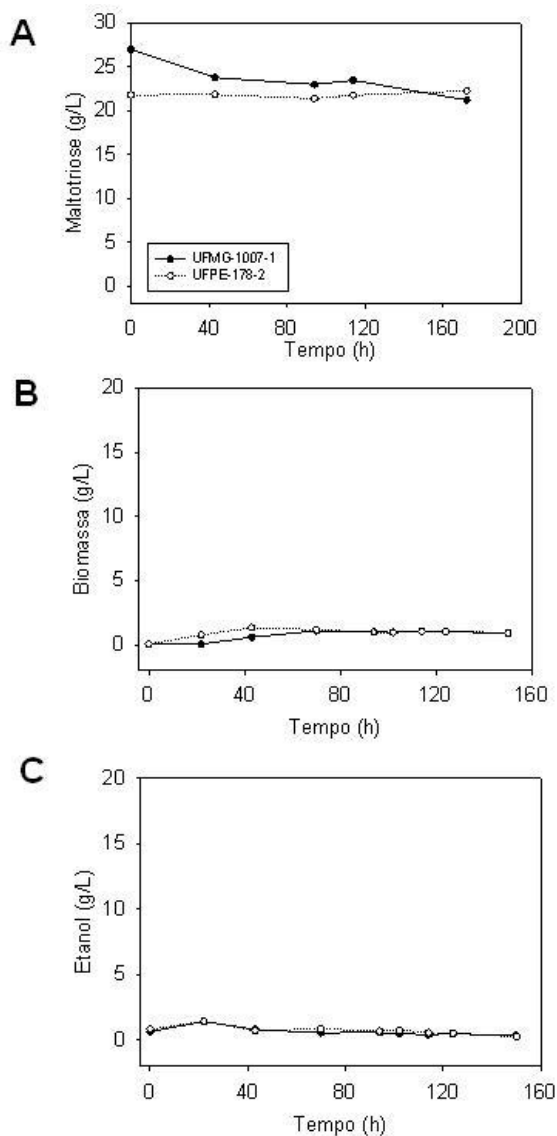 A
30
25
20
15
10
5
0
Maltotriose (g/L)
UFMG-1007-1
UFPE-178-2
0 40 80 120 160 200
Tempo (h)
B
20
15
10
5
0
Biomassa (g/L)
0 40 80 120 160
Tempo (h)
C
20
15
10
5
0
Etanol (g/L)
0 40 80 120 160
Tempo (h)